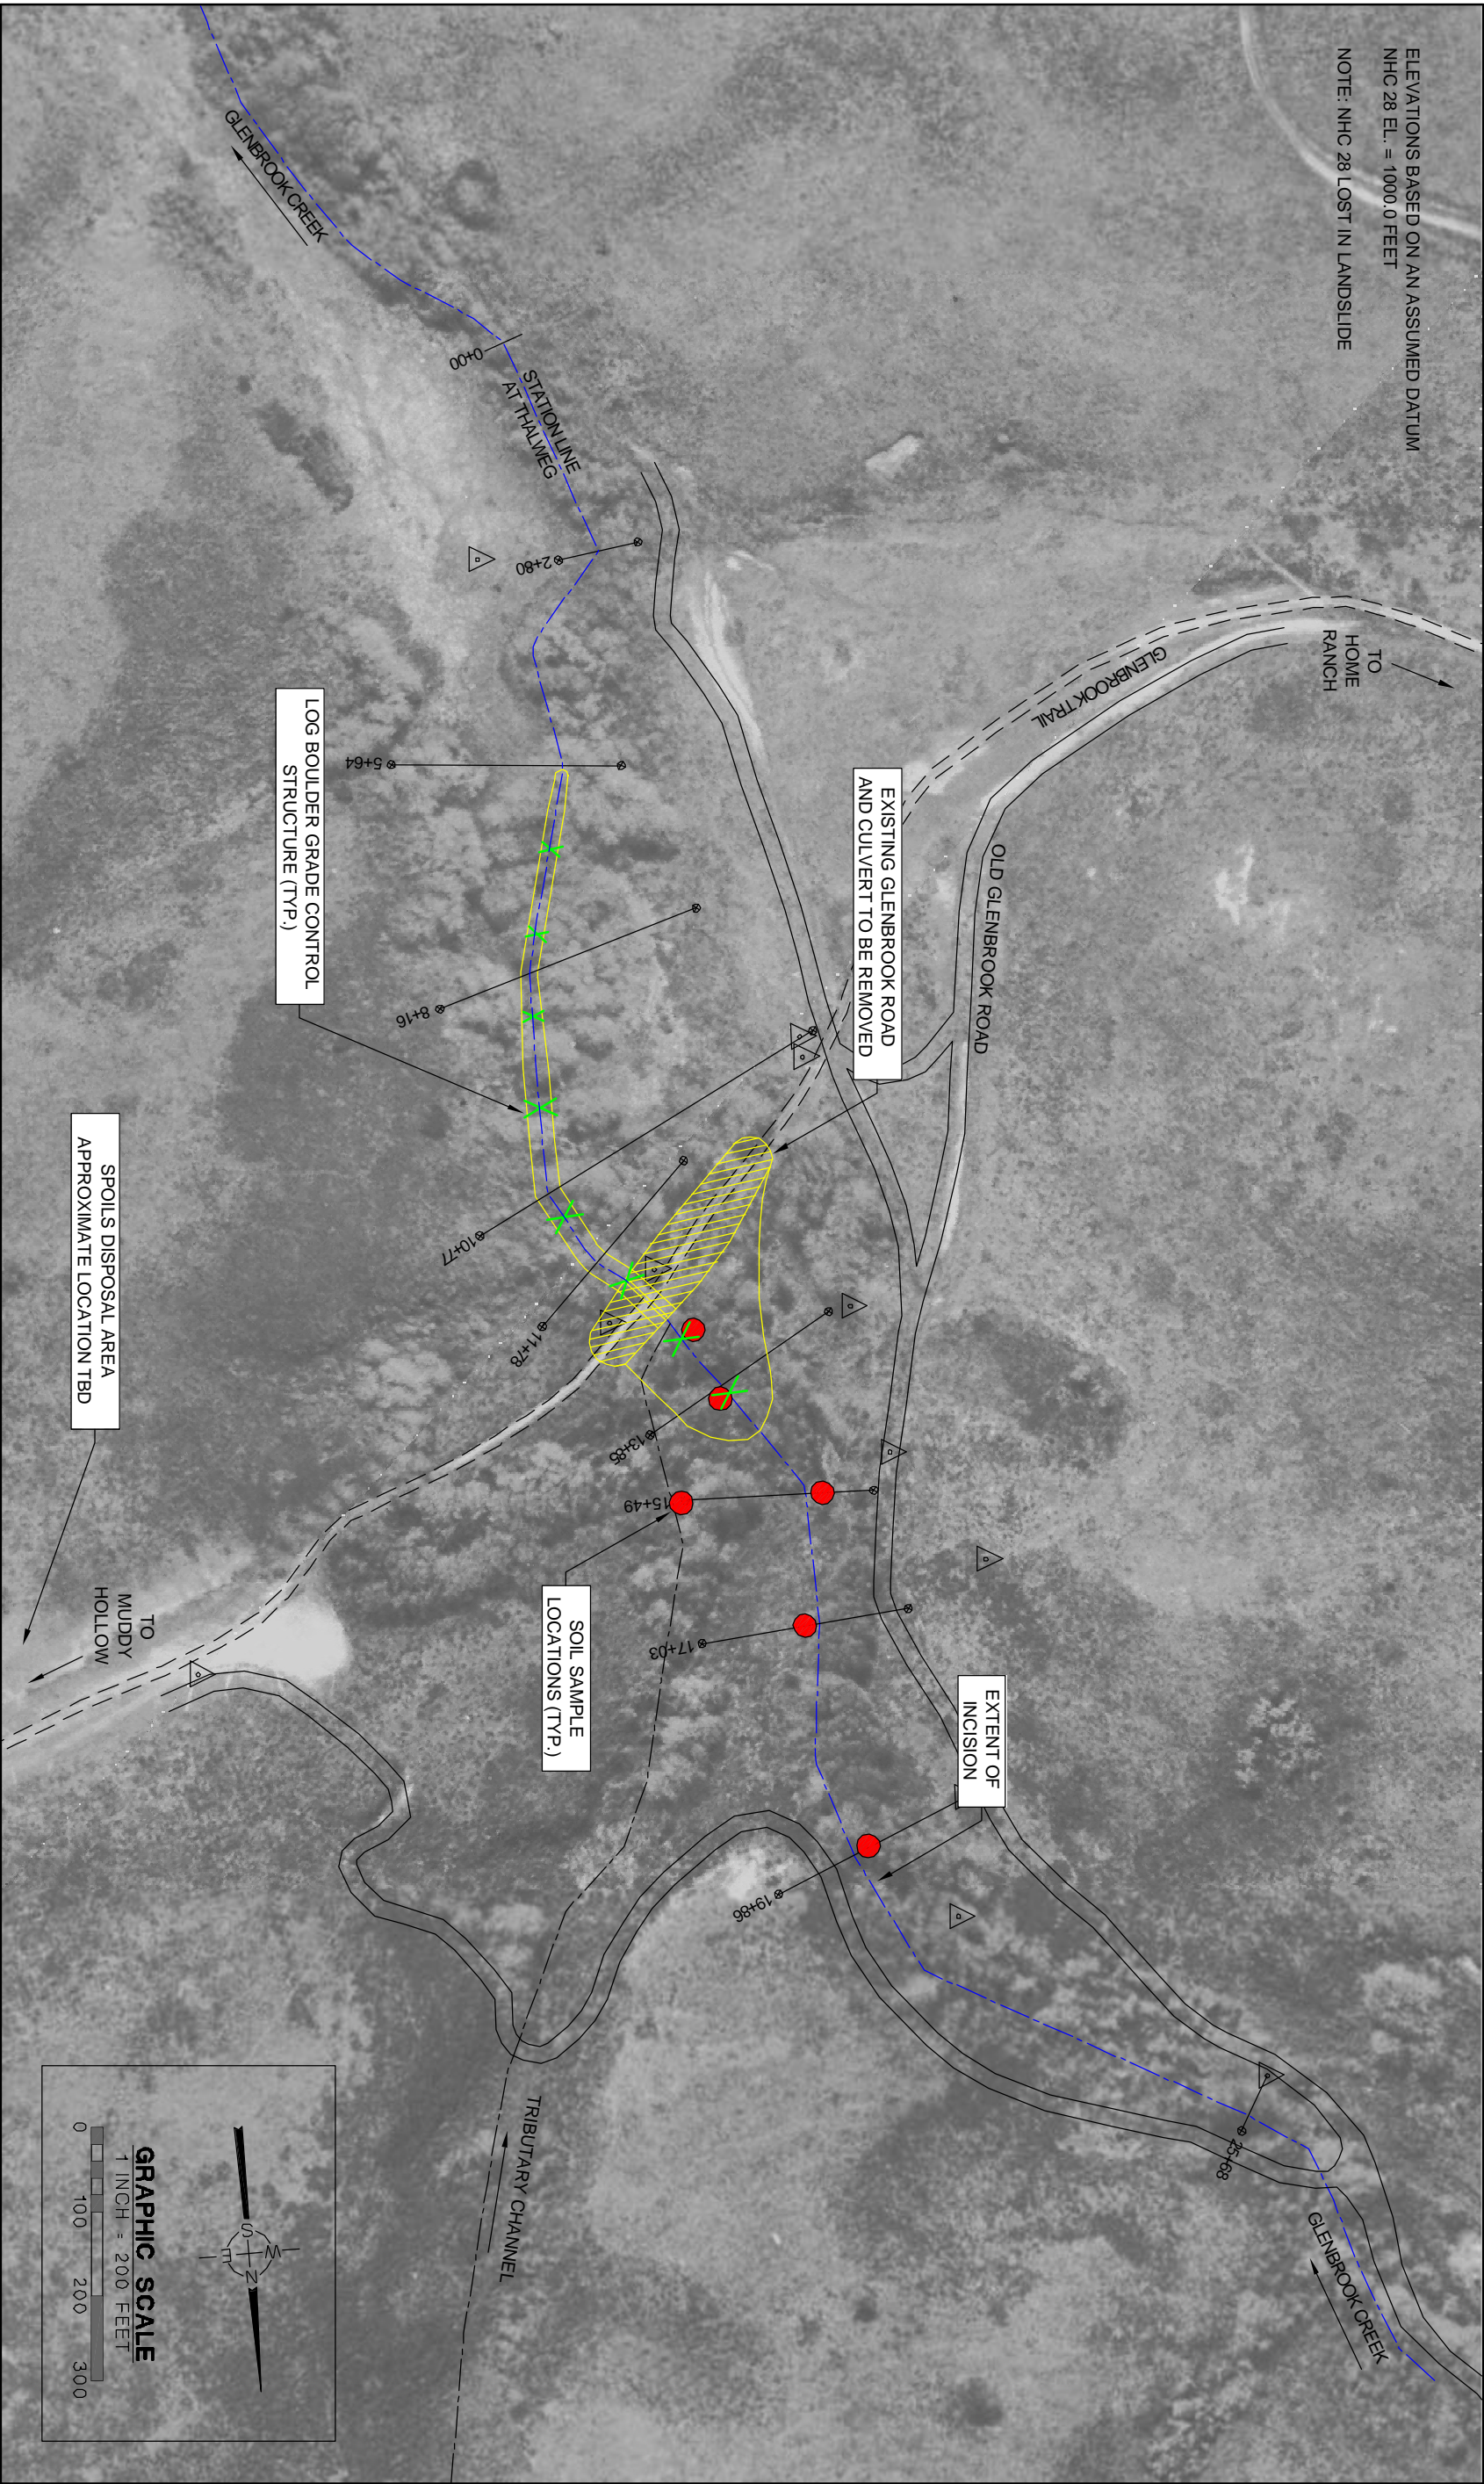 ELEVATIONS BASED ON AN ASSUMED DATUM
NHC 28 EL. = 1000.0 FEET
NOTE: NHC 28 LOST IN LANDSLIDE
GLENBROOK CREEK
0+00
STATION LINE
AT THALWEG
2+80
TO
HOME
RANCH
GLENBROOK TRAIL
5+64
LOG BOULDER GRADE CONTROL
STRUCTURE (TYP.)
EXISTING GLENBROOK ROAD
AND CULVERT TO BE REMOVED
OLD GLENBROOK ROAD
8+16
10+77
11+78
13+85
15+49
17+03
19+86
25+68
SPOILS DISPOSAL AREA
APPROXIMATE LOCATION TBD
SOIL SAMPLE
LOCATIONS (TYP.)
TO
MUDDY
HOLLOW
EXTENT OF
INCISION
TRIBUTARY CHANNEL
GLENBROOK CREEK
W
S
N
E
GRAPHIC SCALE
1 INCH = 200 FEET
0
100
200
300